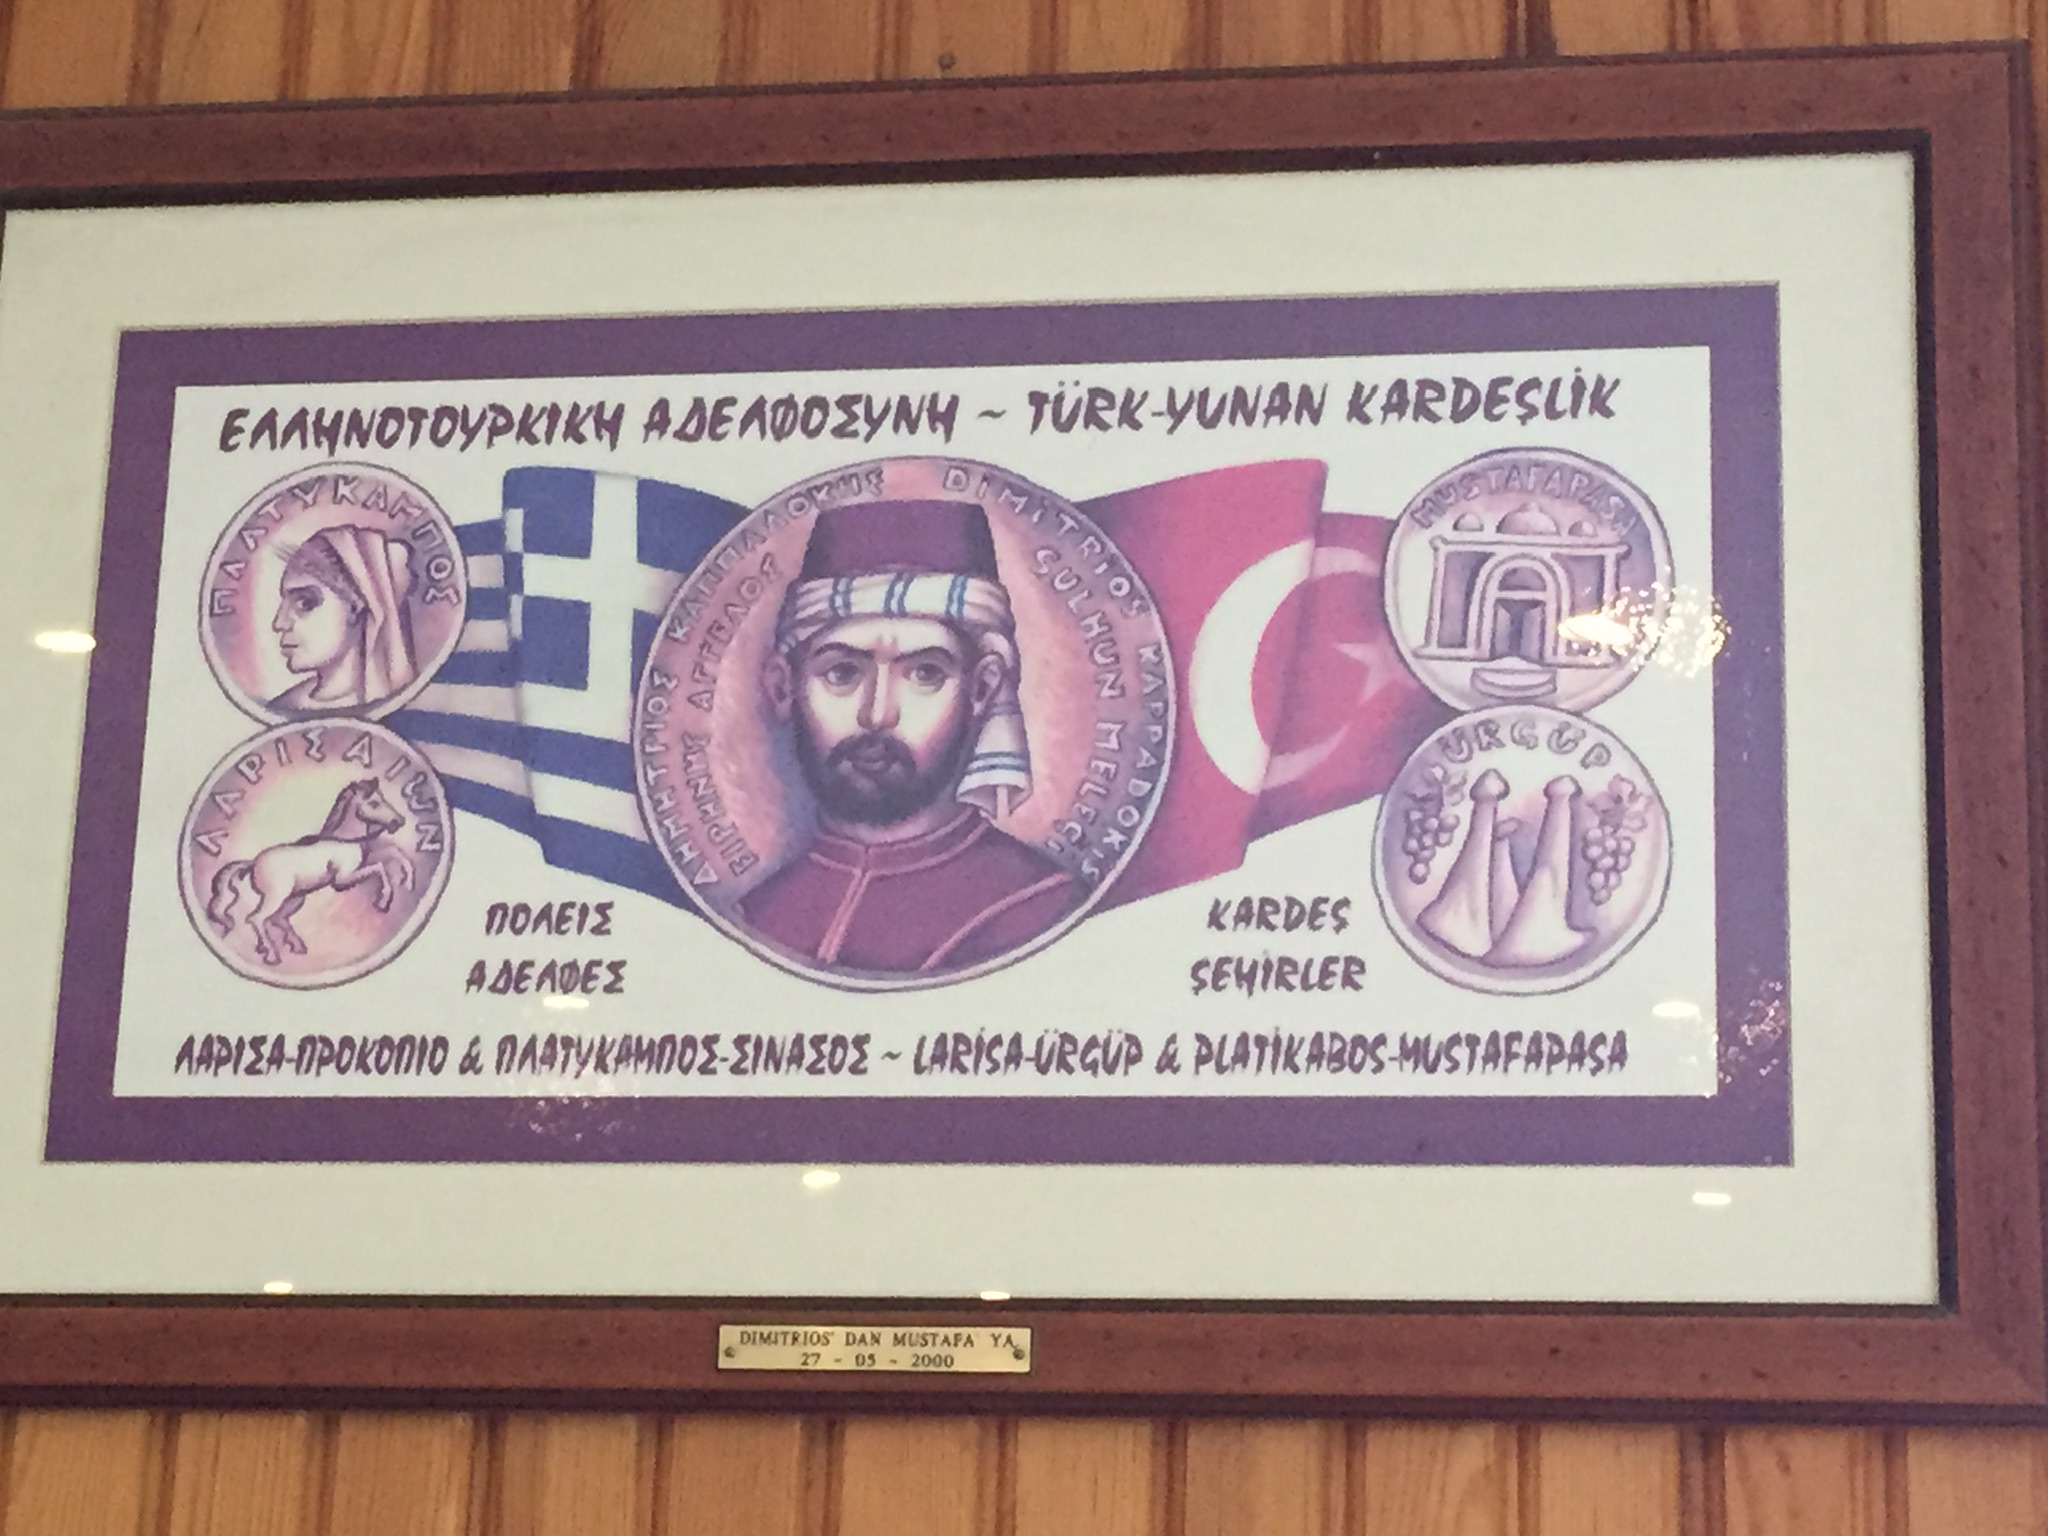 ΕΛΛΗΝΟΤΟΥΡΚΙΚΗ ΑΔΕΛΦΟΣΥΝΗ ~ TÜRK-YUNAN KARDEŞLİK
ΠΛΑΤΥΚΑΜΠΟΣ
ΛΑΡΙΣΑΙΩΝ
ΔΗΜΗΤΡΙΟΣ ΚΑΠΠΑΔΟΚΗΣ
ΕΙΡΗΝΗΣ ΑΓΓΕΛΟΣ
DIMITRIOS KAPPADOKIS
SULHUN MELEĞİ
MUSTAFAPAŞA
ÜRGÜP
ΠΟΛΕΙΣ
ΑΔΕΛΦΕΣ
KARDEŞ
ŞEHİRLER
ΛΑΡΙΣΑ-ΠΡΟΚΟΠΙΟ & ΠΛΑΤΥΚΑΜΠΟΣ-ΣΙΝΑΣΟΣ ~ LARİSA-ÜRGÜP & PLATİKABOS-MUSTAFAPAŞA
DIMITRIOS' DAN MUSTAFA' YA
27 - 05 - 2000